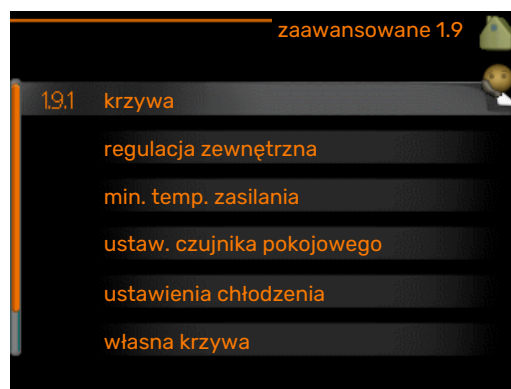 zaawansowane 1.9
1.9.1 krzywa
regulacja zewnętrzna
min. temp. zasilania
ustaw. czujnika pokojowego
ustawienia chłodzenia
własna krzywa